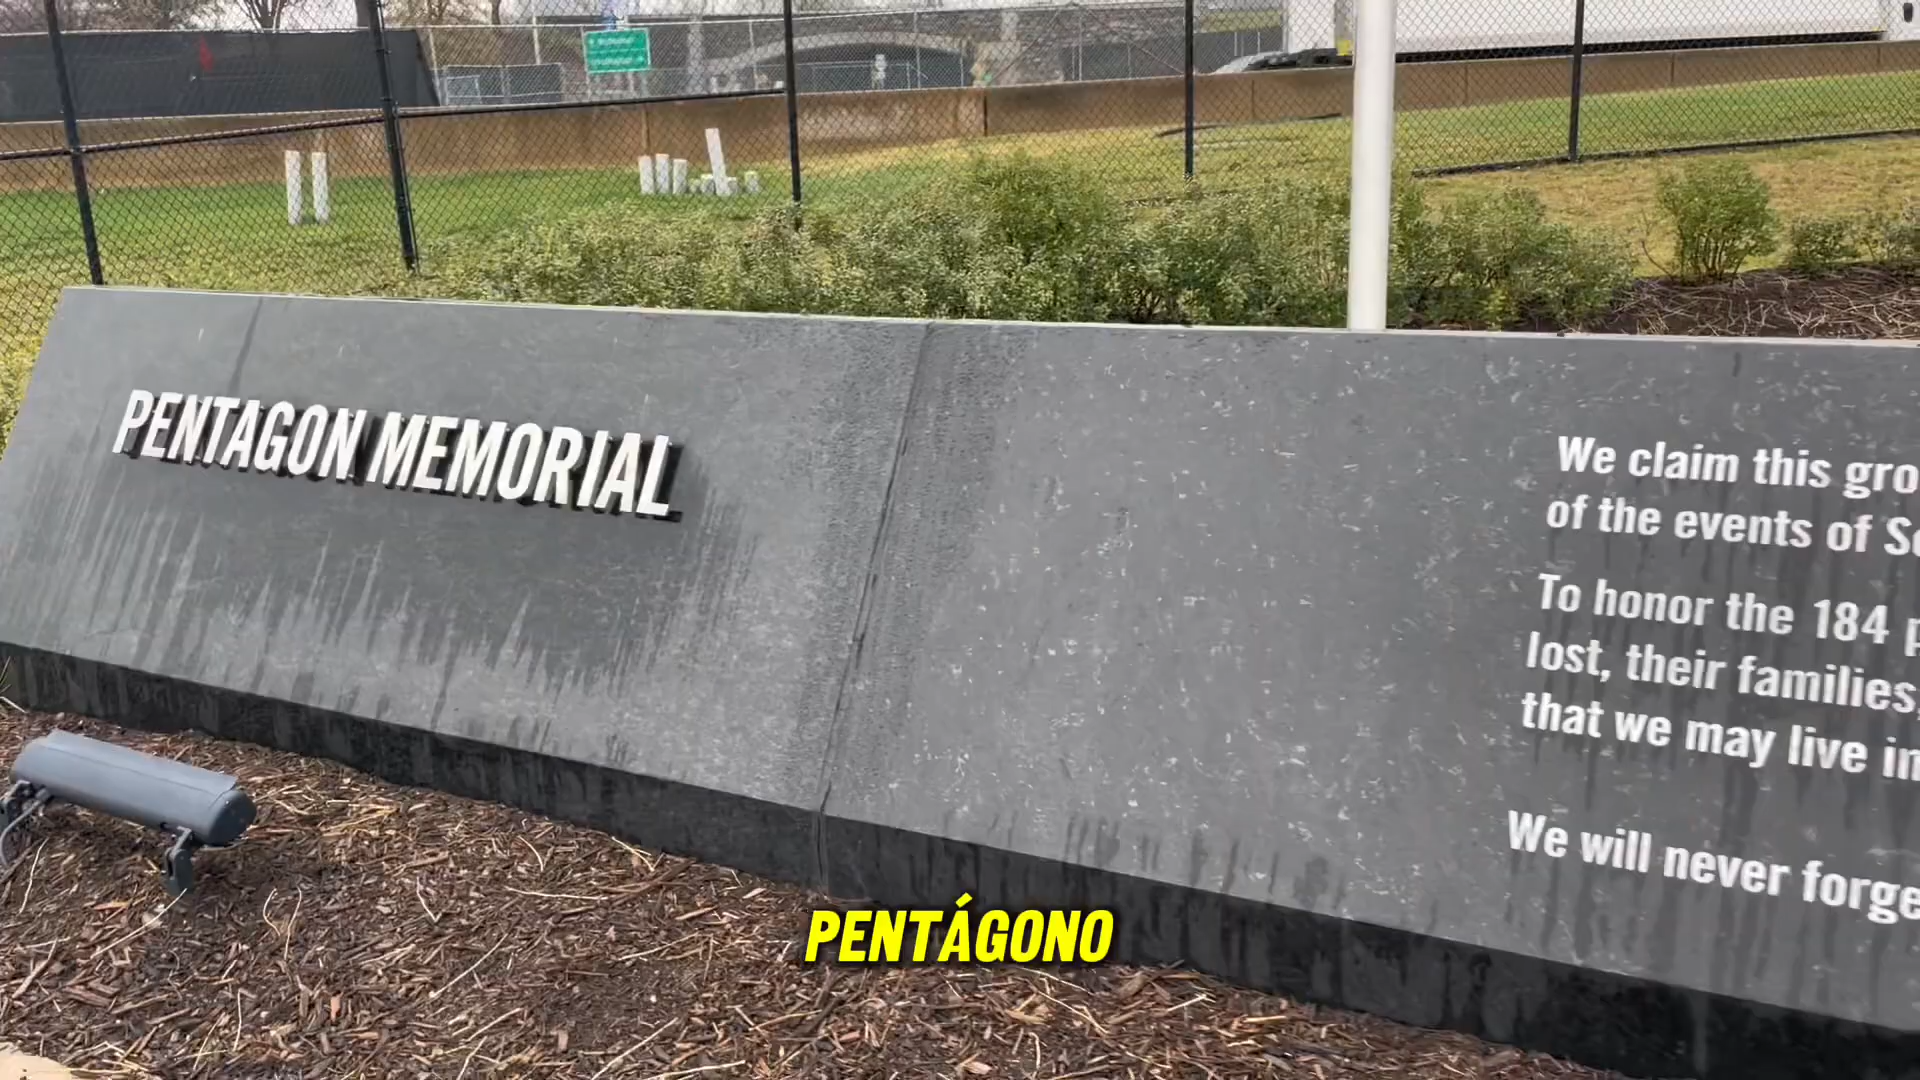 PENTAGON MEMORIAL
We claim this gro
of the events of Se
To honor the 184 p
lost, their families,
that we may live in
We will never forge
PENTÁGONO